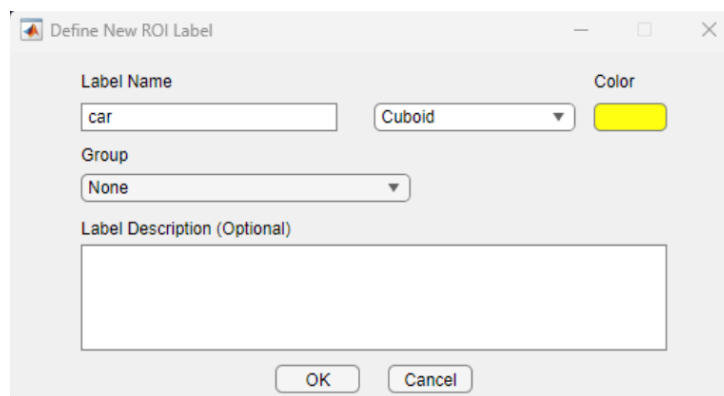 Define New ROI Label
Label Name
Color
car
Cuboid
Group
None
Label Description (Optional)
OK
Cancel